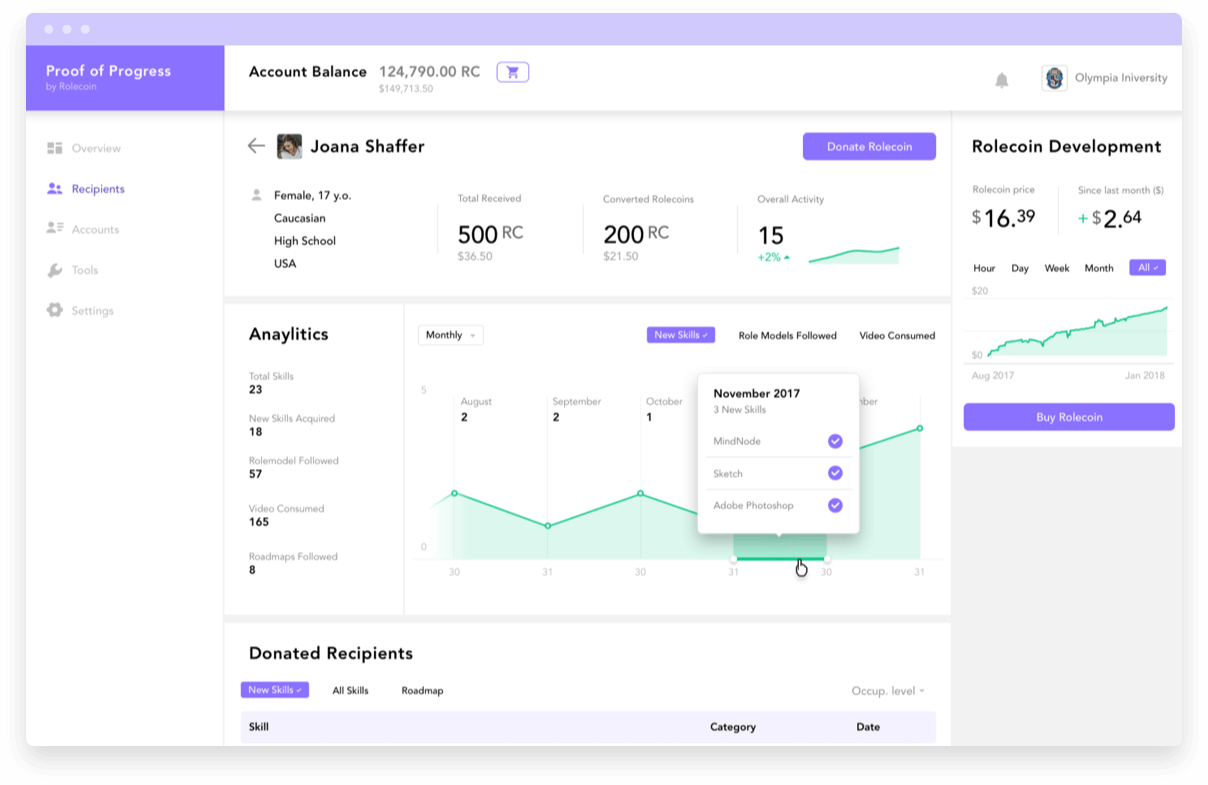 Proof of Progress
by Rolecoin
Account Balance 124,790.00 RC
$149,713.50
Olympia Iniversity
Overview
Recipients
Accounts
Tools
Settings
Joana Shaffer
Donate Rolecoin
Female, 17 y.o.
Caucasian
High School
USA
Total Received
500 RC
$36.50
Converted Rolecoins
200 RC
$21.50
Overall Activity
15
+2%
Rolecoin Development
Rolecoin price
$16.39
Since last month ($)
+ $2.64
Hour Day Week Month All
$20
$0
Aug 2017 Jan 2018
Buy Rolecoin
Anaylitics
Total Skills
23
New Skills Acquired
18
Rolemodel Followed
57
Video Consumed
165
Roadmaps Followed
8
Monthly
New Skills Role Models Followed Video Consumed
5
0
August
2
September
2
October
1
mber
November 2017
3 New Skills
MindNode
Sketch
Adobe Photoshop
30 31 30 31 30 31
Donated Recipients
New Skills All Skills Roadmap
Occup. level
Skill Category Date